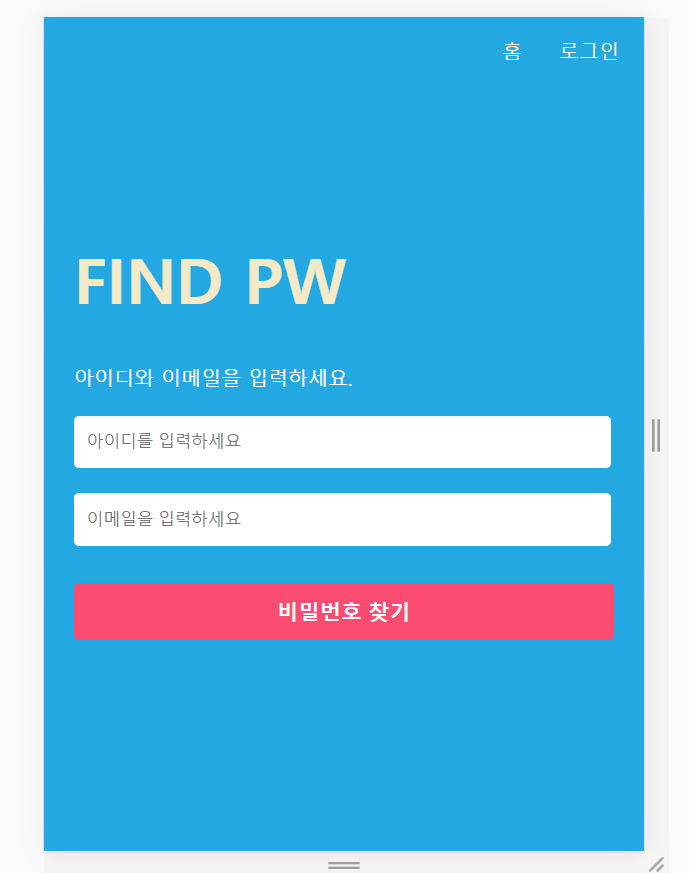 홈 로그인
FIND PW
아이디와 이메일을 입력하세요.
아이디를 입력하세요
이메일을 입력하세요
비밀번호 찾기